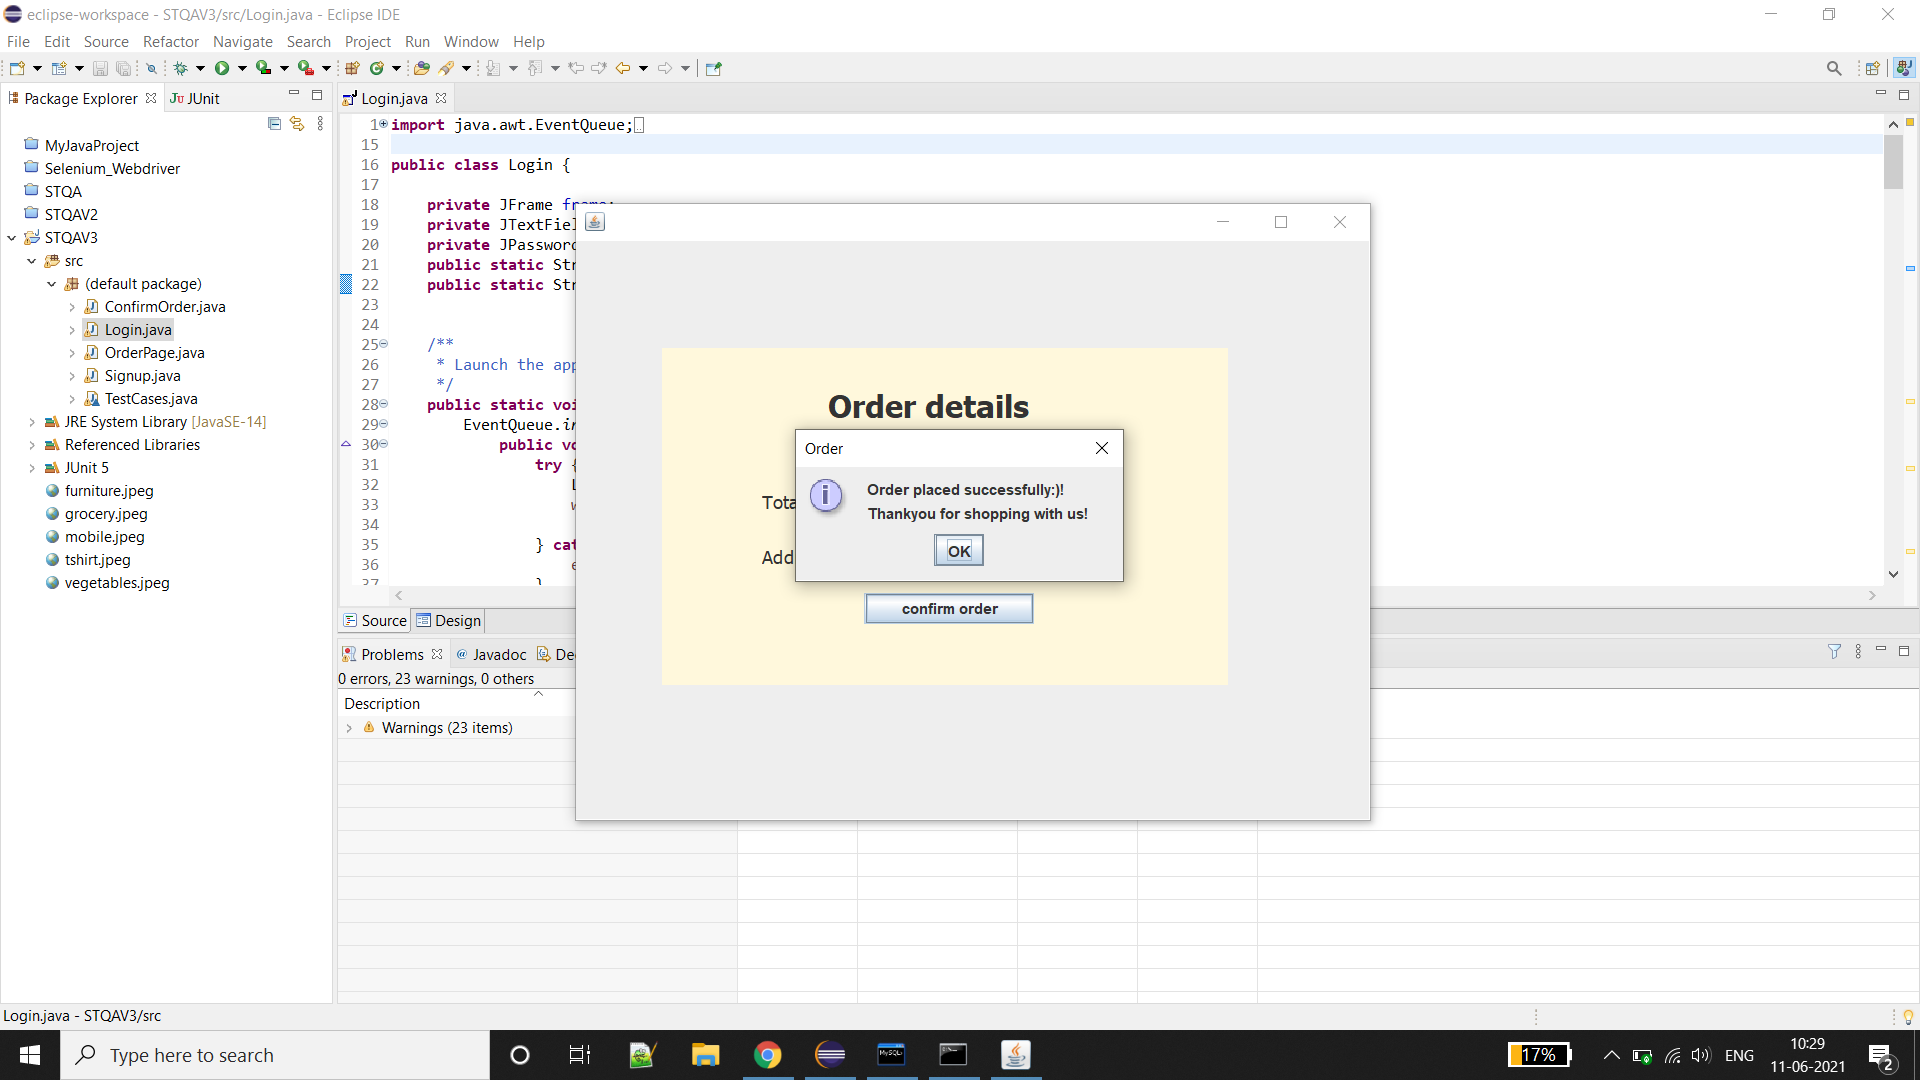 eclipse-workspace - STQAV3/src/Login.java - Eclipse IDE
File Edit Source Refactor Navigate Search Project Run Window Help
Package Explorer
JUnit
MyJavaProject
Selenium_Webdriver
STQA
STQAV2
STQAV3
src
(default package)
ConfirmOrder.java
Login.java
OrderPage.java
Signup.java
TestCases.java
JRE System Library [JavaSE-14]
Referenced Libraries
JUnit 5
furniture.jpeg
grocery.jpeg
mobile.jpeg
tshirt.jpeg
vegetables.jpeg
Login.java
1 import java.awt.EventQueue;
15
16 public class Login {
17
18 private JFrame frame;
19 private JTextFiel
20 private JPassword
21 public static Str
22 public static Str
23
24
25 /**
26 * Launch the app
27 */
28 public static voi
29 EventQueue.in
30 public vo
31 try {
32 L
33 w
34
35 } cat
36 e
37 }
Order details
Tota
Add
confirm order
Order
Order placed successfully:)!
Thankyou for shopping with us!
OK
Source Design
Problems Javadoc De
0 errors, 23 warnings, 0 others
Description
Warnings (23 items)
Login.java - STQAV3/src
Type here to search
MySQL
17%
ENG
10:29
11-06-2021
2